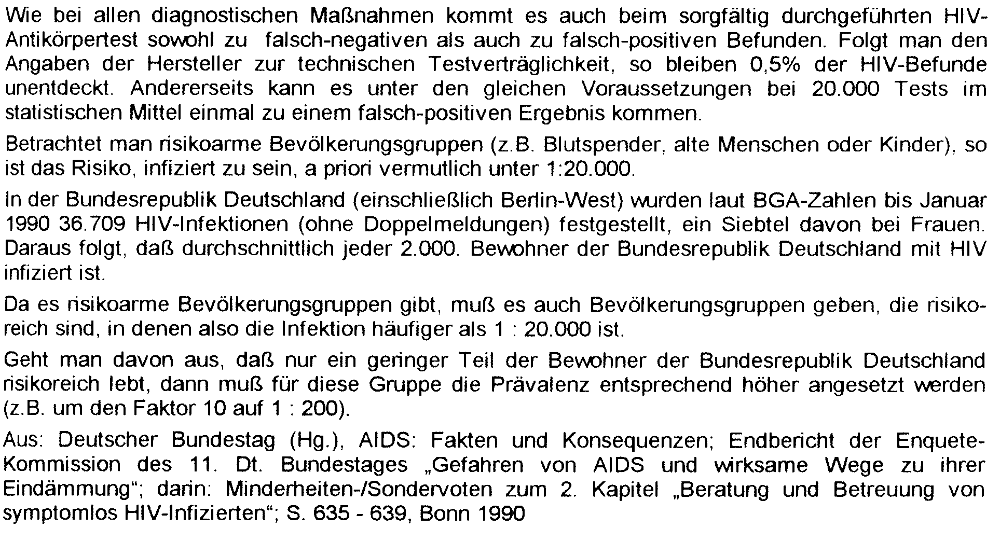 Wie bei allen diagnostischen Maßnahmen kommt es auch beim sorgfältig durchgeführten HIV-
Antikörpertest sowohl zu falsch-negativen als auch zu falsch-positiven Befunden. Folgt man den
Angaben der Hersteller zur technischen Testverträglichkeit, so bleiben 0,5% der HIV-Befunde
unentdeckt. Andererseits kann es unter den gleichen Voraussetzungen bei 20.000 Tests im
statistischen Mittel einmal zu einem falsch-positiven Ergebnis kommen.
Betrachtet man risikoarme Bevölkerungsgruppen (z.B. Blutspender, alte Menschen oder Kinder), so
ist das Risiko, infiziert zu sein, a priori vermutlich unter 1:20.000.
In der Bundesrepublik Deutschland (einschließlich Berlin-West) wurden laut BGA-Zahlen bis Januar
1990 36.709 HIV-Infektionen (ohne Doppelmeldungen) festgestellt, ein Siebtel davon bei Frauen.
Daraus folgt, daß durchschnittlich jeder 2.000. Bewohner der Bundesrepublik Deutschland mit HIV
infiziert ist.
Da es risikoarme Bevölkerungsgruppen gibt, muß es auch Bevölkerungsgruppen geben, die risiko-
reich sind, in denen also die Infektion häufiger als 1 : 20.000 ist.
Geht man davon aus, daß nur ein geringer Teil der Bewohner der Bundesrepublik Deutschland
risikoreich lebt, dann muß für diese Gruppe die Prävalenz entsprechend höher angesetzt werden
(z.B. um den Faktor 10 auf 1 : 200).
Aus: Deutscher Bundestag (Hg.), AIDS: Fakten und Konsequenzen; Endbericht der Enquete-
Kommission des 11. Dt. Bundestages „Gefahren von AIDS und wirksame Wege zu ihrer
Eindämmung“; darin: Minderheiten-/Sondervoten zum 2. Kapitel „Beratung und Betreuung von
symptomlos HIV-Infizierten“; S. 635 - 639, Bonn 1990